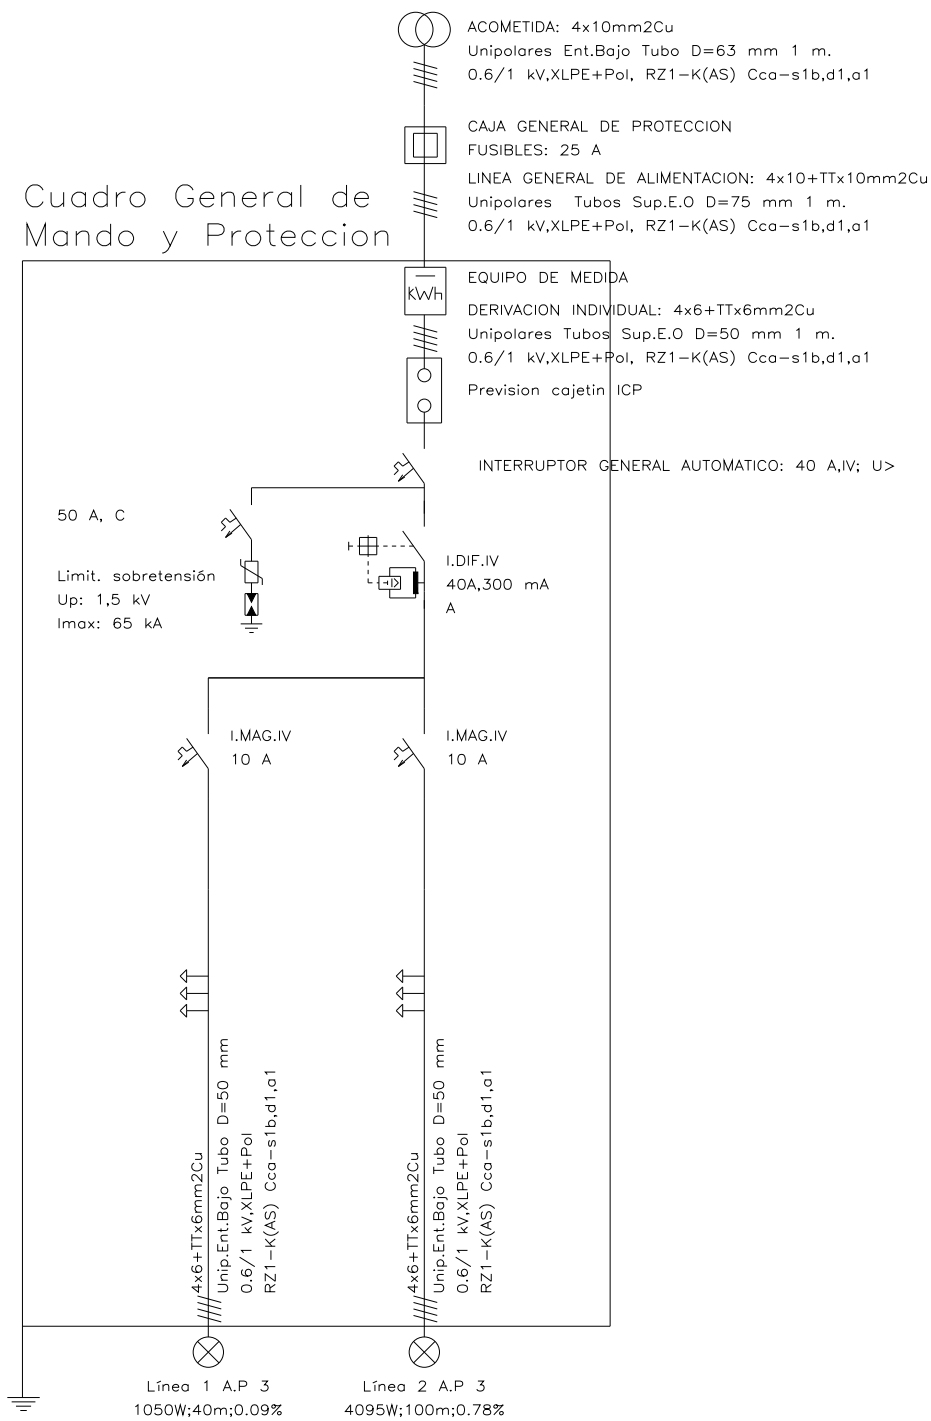 ACOMETIDA: 4x10mm2Cu
Unipolares Ent.Bajo Tubo D=63 mm 1 m.
0.6/1 kV,XLPE+Pol, RZ1-K(AS) Cca-s1b,d1,a1
CAJA GENERAL DE PROTECCION
FUSIBLES: 25 A
LINEA GENERAL DE ALIMENTACION: 4x10+TTx10mm2Cu
Unipolares Tubos Sup.E.O D=75 mm 1 m.
0.6/1 kV,XLPE+Pol, RZ1-K(AS) Cca-s1b,d1,a1
Cuadro General de
Mando y Proteccion
KWh
EQUIPO DE MEDIDA
DERIVACION INDIVIDUAL: 4x6+TTx6mm2Cu
Unipolares Tubos Sup.E.O D=50 mm 1 m.
0.6/1 kV,XLPE+Pol, RZ1-K(AS) Cca-s1b,d1,a1
Prevision cajetin ICP
INTERRUPTOR GENERAL AUTOMATICO: 40 A,IV; U>
50 A, C
Limit. sobretensión
Up: 1,5 kV
Imax: 65 kA
I.DIF.IV
40A,300 mA
A
I.MAG.IV
10 A
I.MAG.IV
10 A
4x6+TTx6mm2Cu
Unip.Ent.Bajo Tubo D=50 mm
0.6/1 kV,XLPE+Pol
RZ1-K(AS) Cca-s1b,d1,a1
4x6+TTx6mm2Cu
Unip.Ent.Bajo Tubo D=50 mm
0.6/1 kV,XLPE+Pol
RZ1-K(AS) Cca-s1b,d1,a1
Línea 1 A.P 3
1050W;40m;0.09%
Línea 2 A.P 3
4095W;100m;0.78%